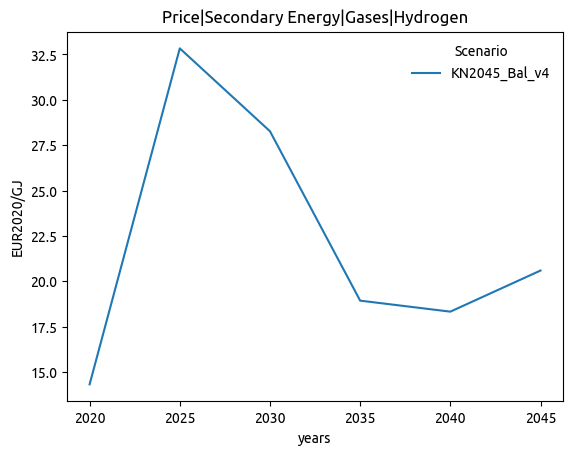 Price|Secondary Energy|Gases|Hydrogen
Scenario
KN2045_Bal_v4
EUR2020/GJ
32.5
30.0
27.5
25.0
22.5
20.0
17.5
15.0
2020 2025 2030 2035 2040 2045
years